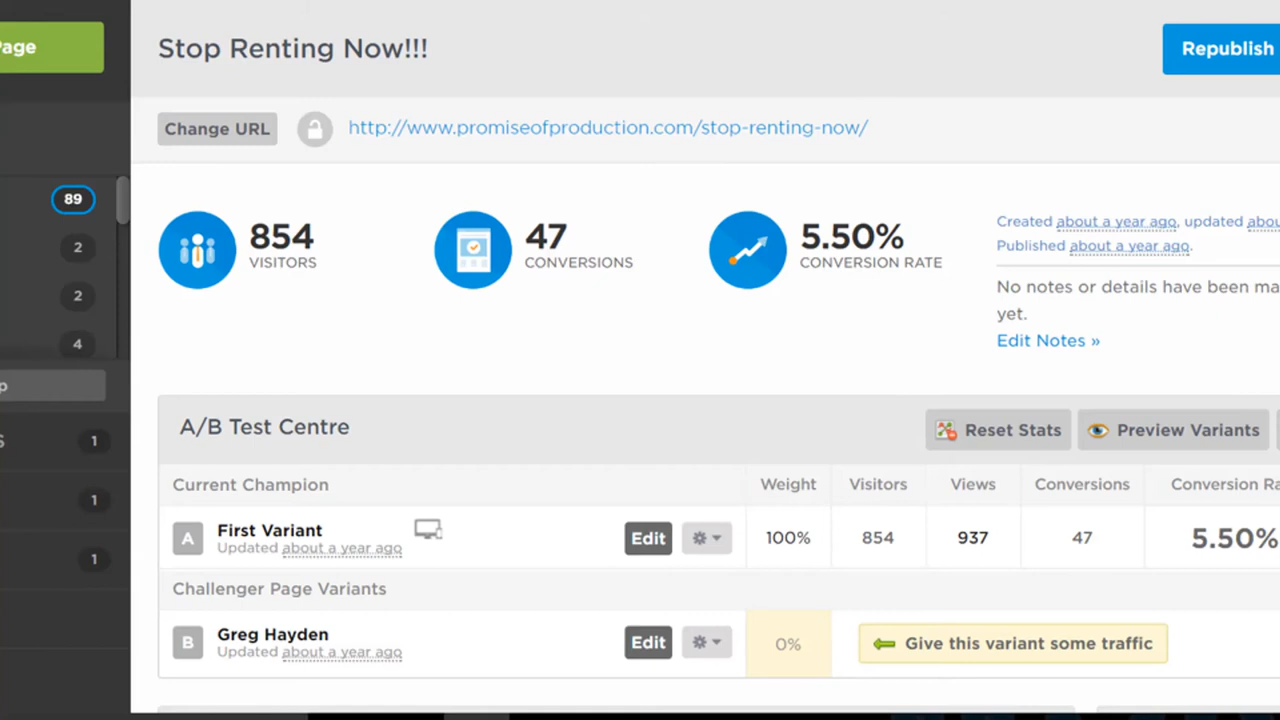 Page
Stop Renting Now!!!
Republish
Change URL
http://www.promiseofproduction.com/stop-renting-now/
89
2
2
4
1
1
1
854
VISITORS
47
CONVERSIONS
5.50%
CONVERSION RATE
Created about a year ago, updated
Published about a year ago.
No notes or details have been
yet.
Edit Notes »
A/B Test Centre
Reset Stats
Preview Variants
Current Champion
Weight
Visitors
Views
Conversions
Conversion
A
First Variant
Updated about a year ago
Edit
100%
854
937
47
5.50%
Challenger Page Variants
B
Greg Hayden
Updated about a year ago
Edit
0%
Give this variant some traffic